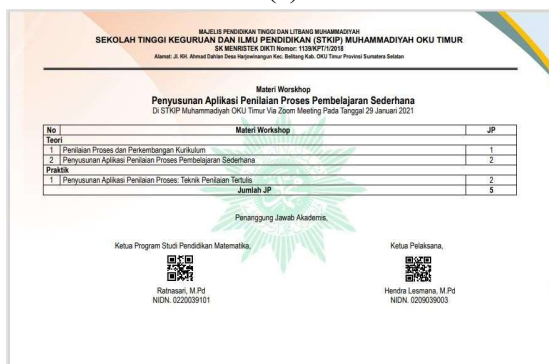 MAJELIS PENDIDIKAN TINGGI DAN LITBANG MUHAMMADIYAH
SEKOLAH TINGGI KEGURUAN DAN ILMU PENDIDIKAN (STKIP) MUHAMMADIYAH OKU TIMUR
SK MENRISTEK DIKTI Nomor: 1139/KPT/1/2018
Alamat: Jl. KH. Ahmad Dahlan Desa Harjowinangun Kec. Belitang Kab. OKU Timur Provinsi Sumatera Selatan
Materi Worskhop
Penyusunan Aplikasi Penilaian Proses Pembelajaran Sederhana
Di STKIP Muhammadiyah OKU Timur Via Zoom Meeting Pada Tanggal 29 Januari 2021
No Materi Workshop JP
Teori
1 Penilaian Proses dan Perkembangan Kurikulum 1
2 Penyusunan Aplikasi Penilaian Proses Pembelajaran Sederhana 2
Praktik
1 Penyusunan Aplikasi Penilaian Proses: Teknik Penilaian Tertulis 2
Jumlah JP 5
Penanggung Jawab Akademis,
Ketua Program Studi Pendidikan Matematika, Ketua Pelaksana,
Ratnasari, M.Pd Hendra Lesmana, M.Pd
NIDN. 0220039101 NIDN. 0209039003